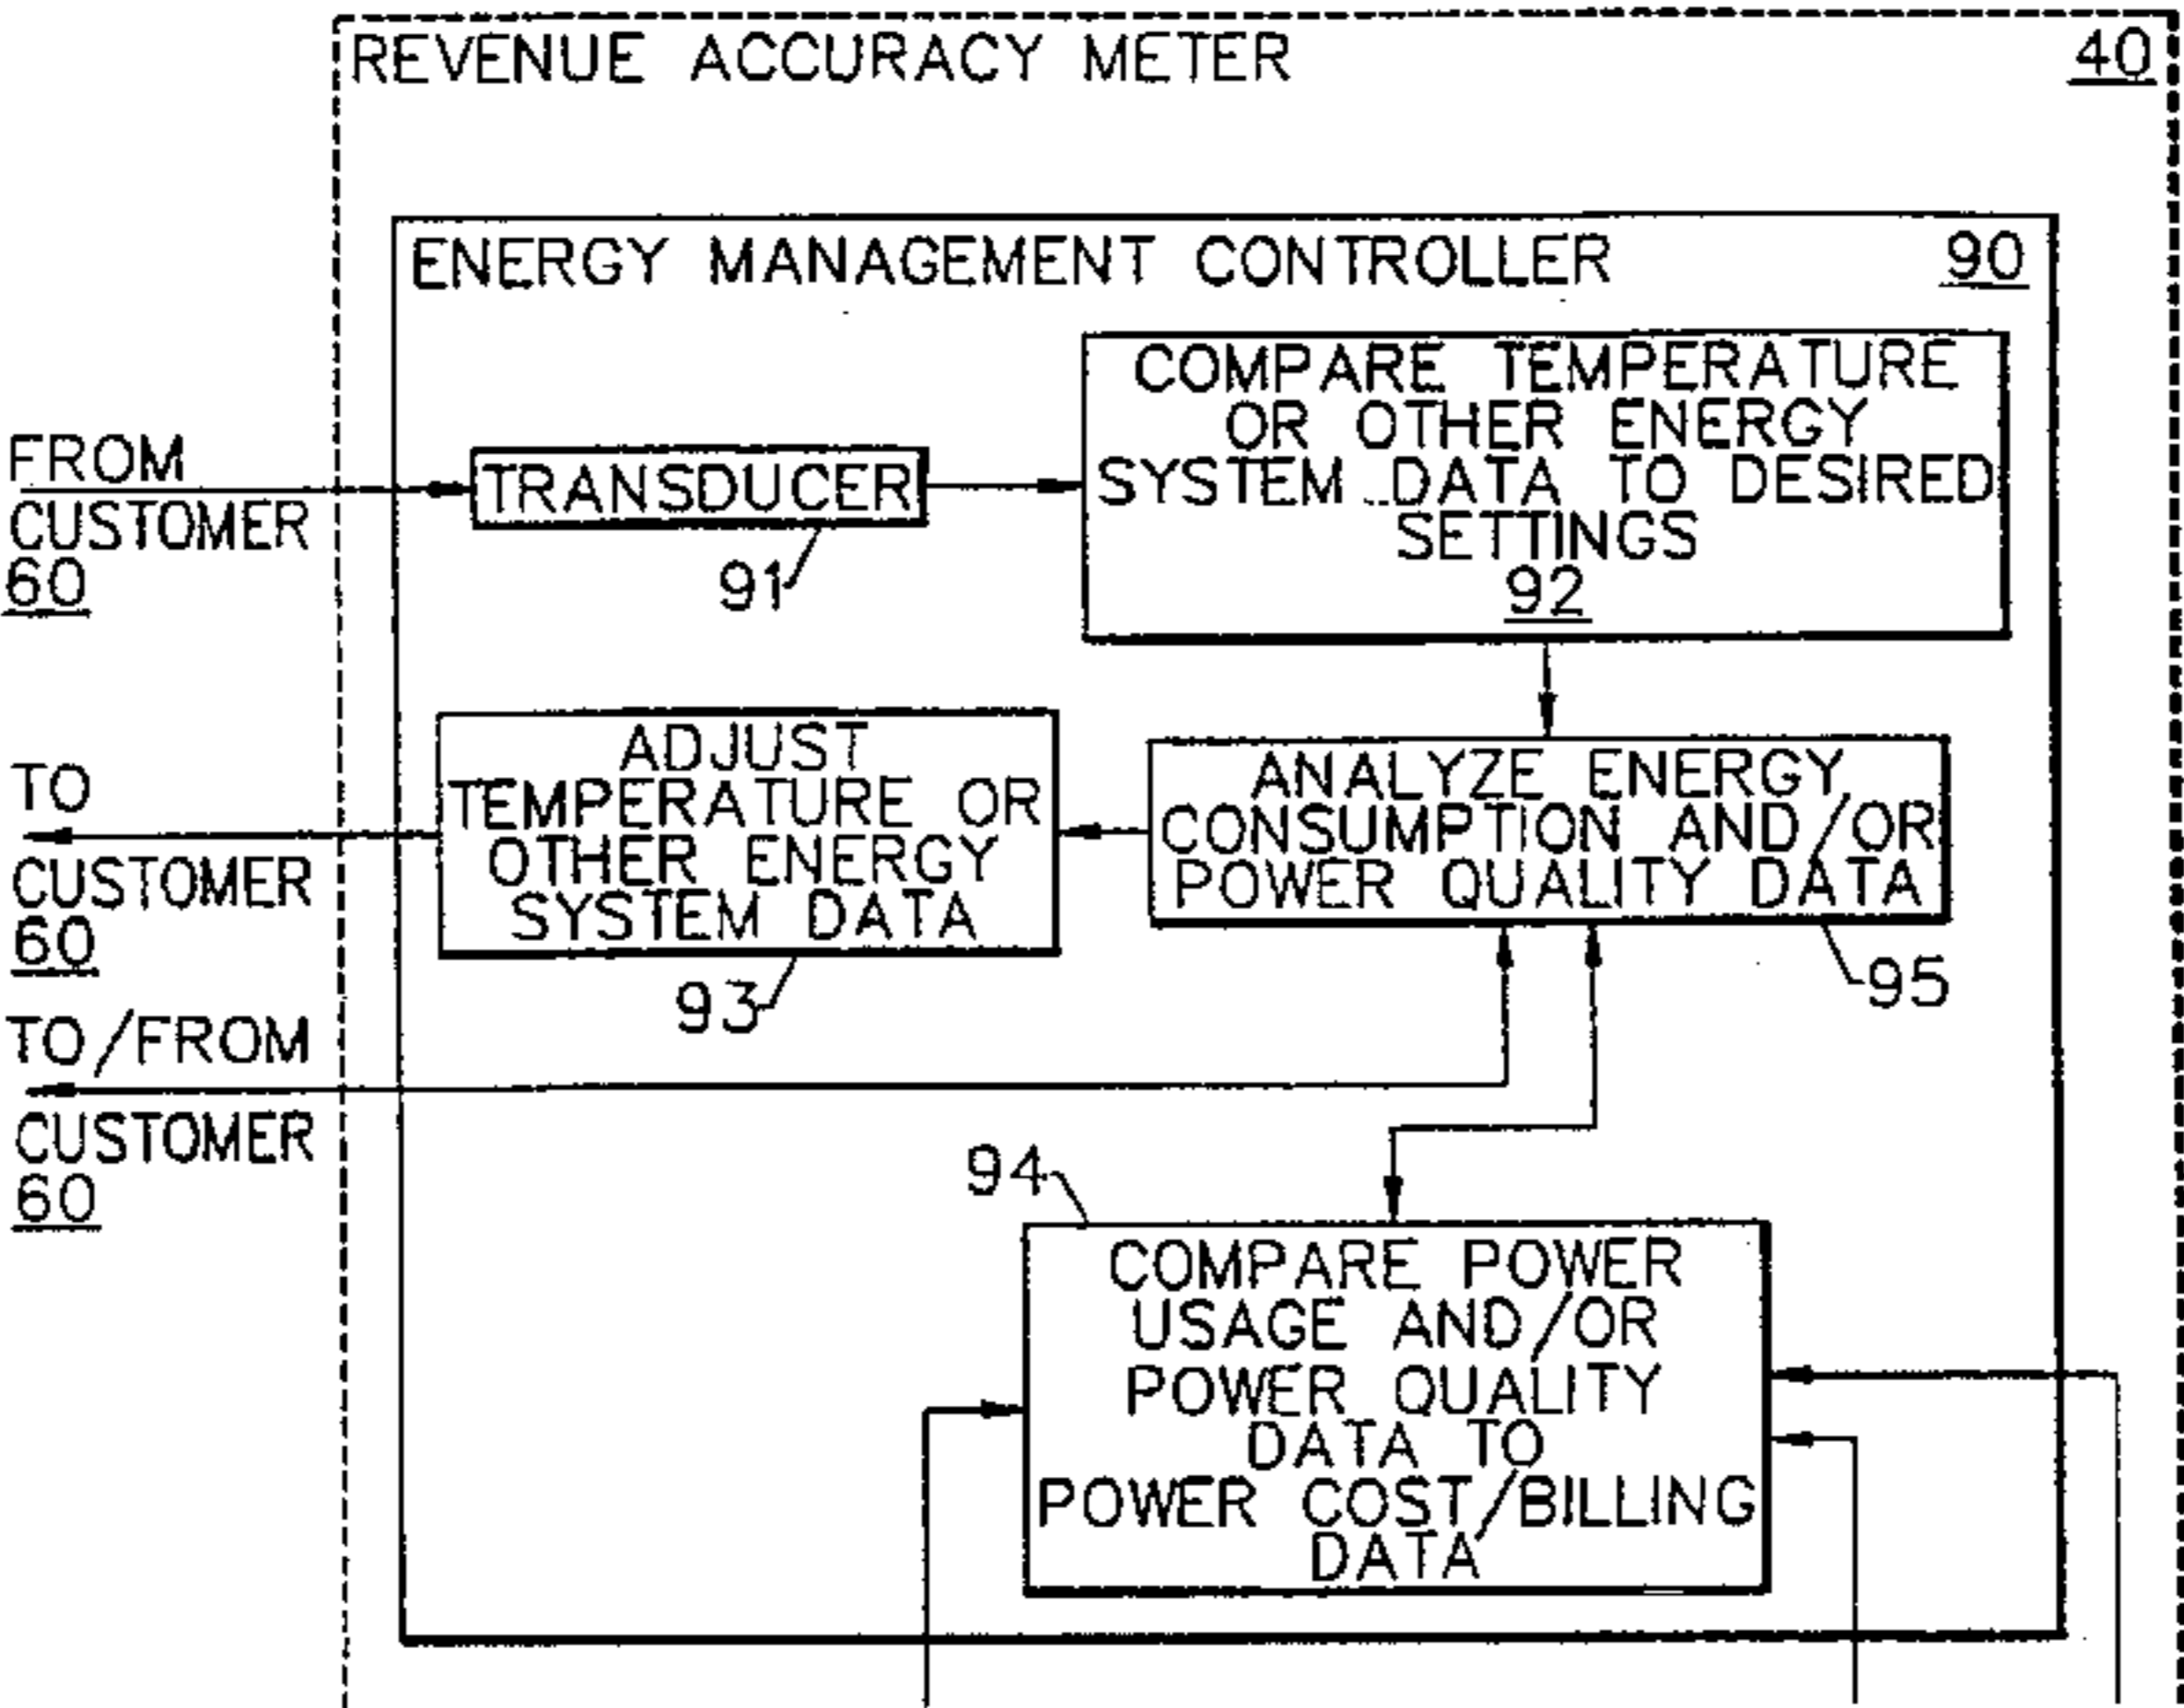 REVENUE ACCURACY METER
40
ENERGY MANAGEMENT CONTROLLER
90
FROM
CUSTOMER
60
TRANSDUCER
91
COMPARE TEMPERATURE
OR OTHER ENERGY
SYSTEM DATA TO DESIRED
SETTINGS
92
TO
CUSTOMER
60
ADJUST
TEMPERATURE OR
OTHER ENERGY
SYSTEM DATA
93
ANALYZE ENERGY
CONSUMPTION AND/OR
POWER QUALITY DATA
95
TO/FROM
CUSTOMER
60
94
COMPARE POWER
USAGE AND/OR
POWER QUALITY
DATA TO
POWER COST/BILLING
DATA